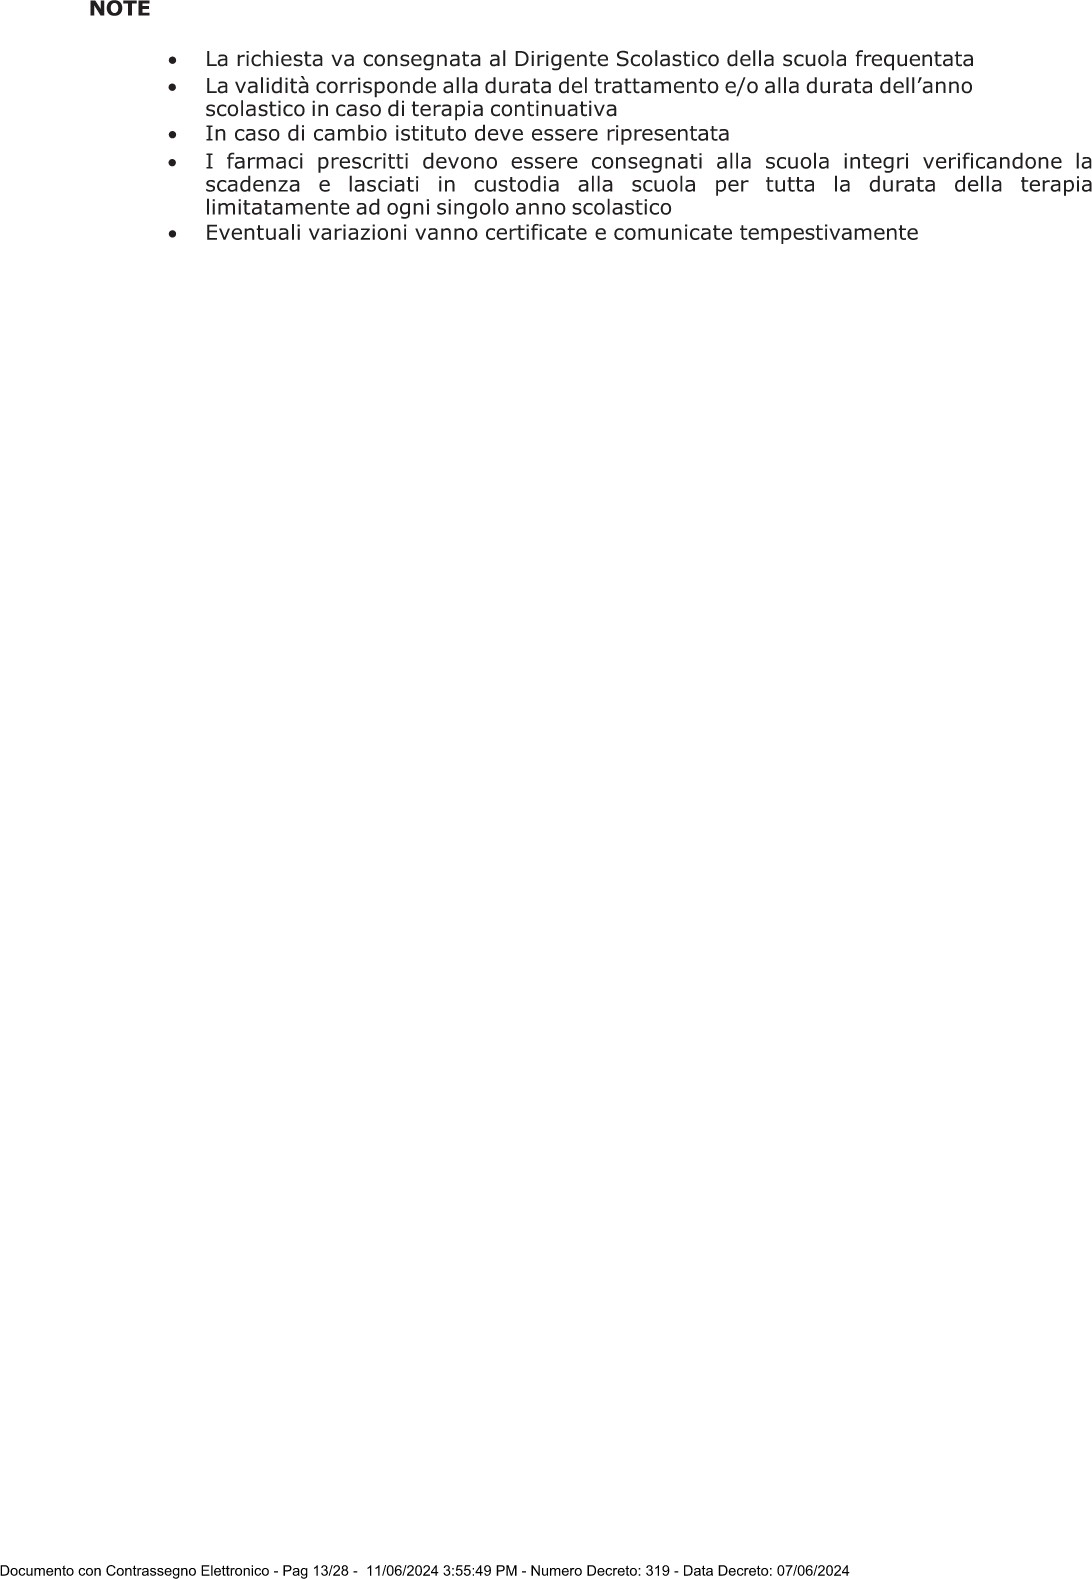 NOTE
• La richiesta va consegnata al Dirigente Scolastico della scuola frequentata
• La validità corrisponde alla durata del trattamento e/o alla durata dell’anno
scolastico in caso di terapia continuativa
• In caso di cambio istituto deve essere ripresentata
• I farmaci prescritti devono essere consegnati alla scuola integri verificandone la
scadenza e lasciati in custodia alla scuola per tutta la durata della terapia
limitatamente ad ogni singolo anno scolastico
• Eventuali variazioni vanno certificate e comunicate tempestivamente
Documento con Contrassegno Elettronico - Pag 13/28 - 11/06/2024 3:55:49 PM - Numero Decreto: 319 - Data Decreto: 07/06/2024